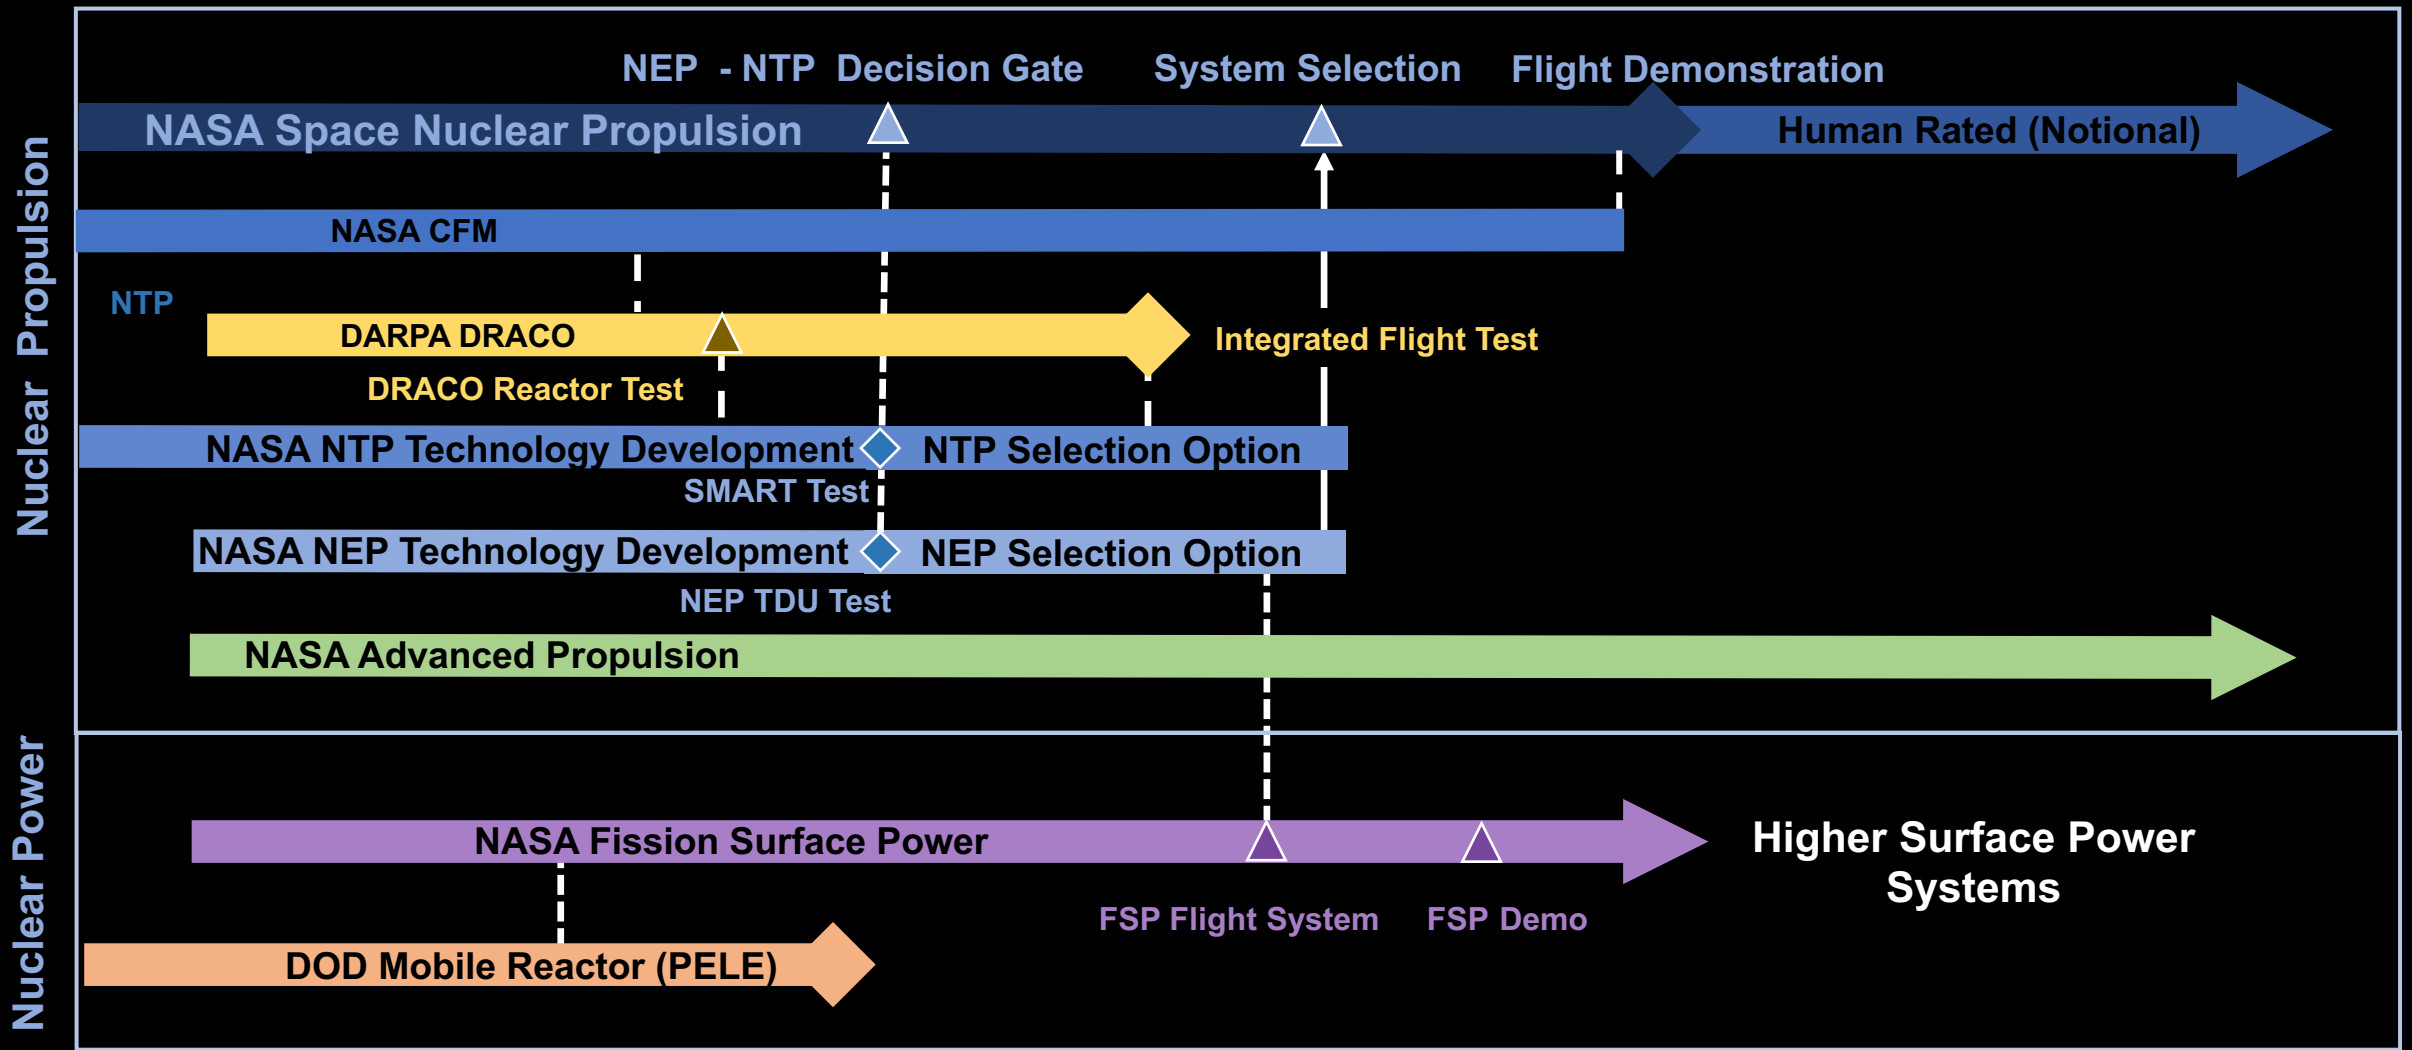 Nuclear Propulsion
NEP - NTP Decision Gate
System Selection
Flight Demonstration
NASA Space Nuclear Propulsion
Human Rated (Notional)
NASA CFM
NTP
DARPA DRACO
Integrated Flight Test
DRACO Reactor Test
NASA NTP Technology Development
NTP Selection Option
SMART Test
NASA NEP Technology Development
NEP Selection Option
NEP TDU Test
NASA Advanced Propulsion
Nuclear Power
NASA Fission Surface Power
Higher Surface Power
Systems
FSP Flight System
FSP Demo
DOD Mobile Reactor (PELE)